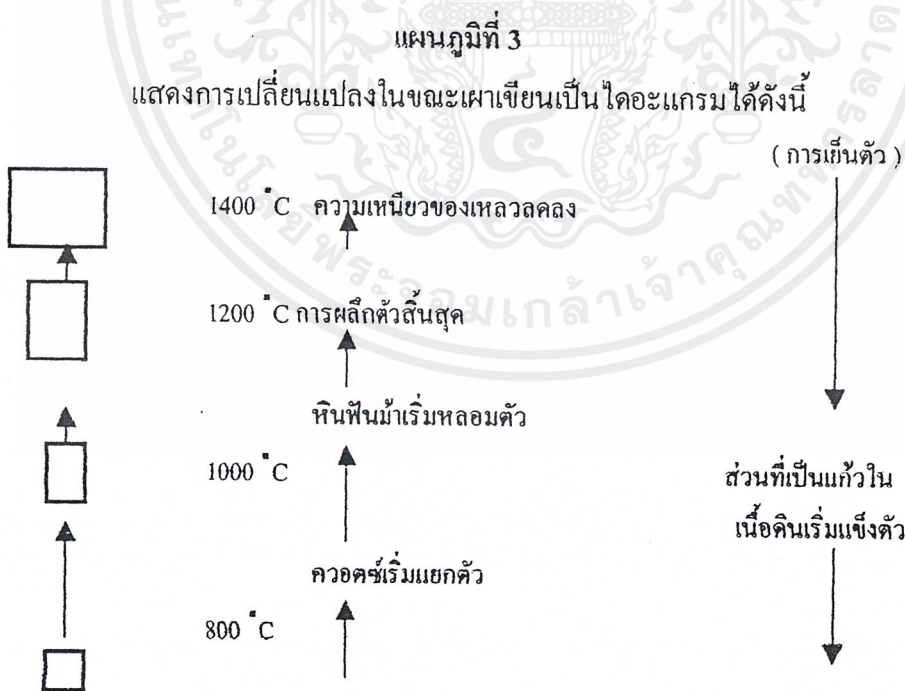 แผนภูมิที่ 3
แสดงการเปลี่ยนแปลงในขณะเผาเขียนเป็นไดอะแกรมได้ดังนี้
( การเย็นตัว )
1400 °C ความเหนียวของเหลวลดลง
1200 °C การผลึกตัวสิ้นสุด
หินฟันม้าเริ่มหลอมตัว
1000 °C
ส่วนที่เป็นแก้วใน
เนื้อดินเริ่มแข็งตัว
ควอตซ์เริ่มแยกตัว
800 °C